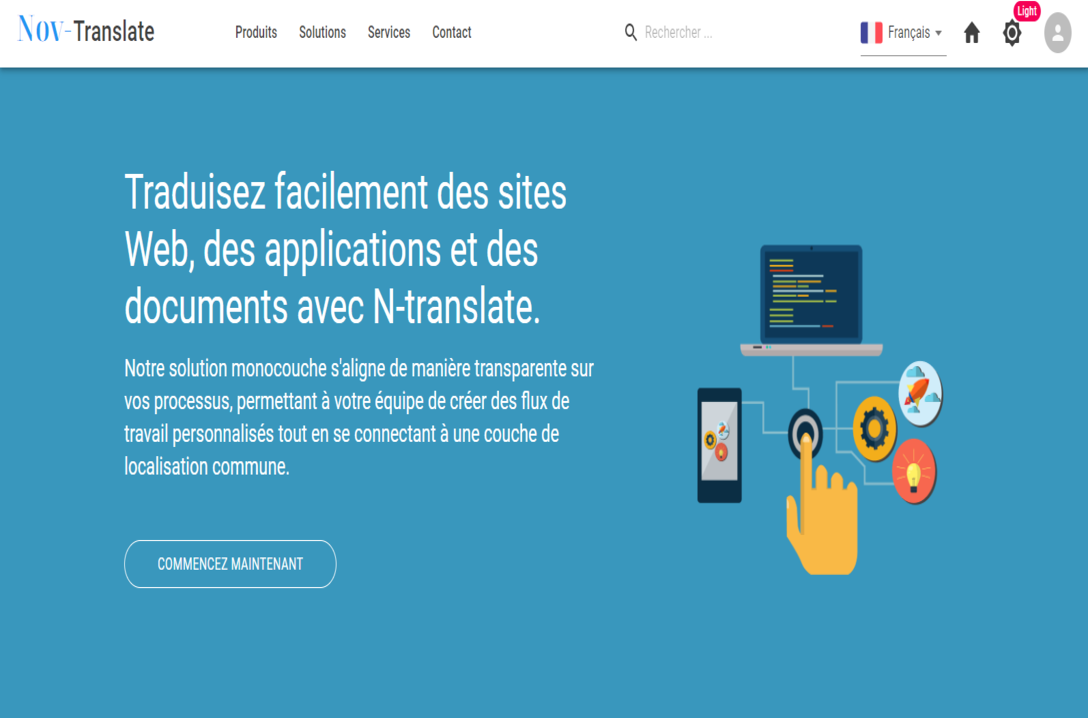 Nov-Translate
Produits
Solutions
Services
Contact
Rechercher ...
Français
Light
Traduisez facilement des sites
Web, des applications et des
documents avec N-translate.
Notre solution monocouche s'aligne de manière transparente sur
vos processus, permettant à votre équipe de créer des flux de
travail personnalisés tout en se connectant à une couche de
localisation commune.
COMMENCEZ MAINTENANT